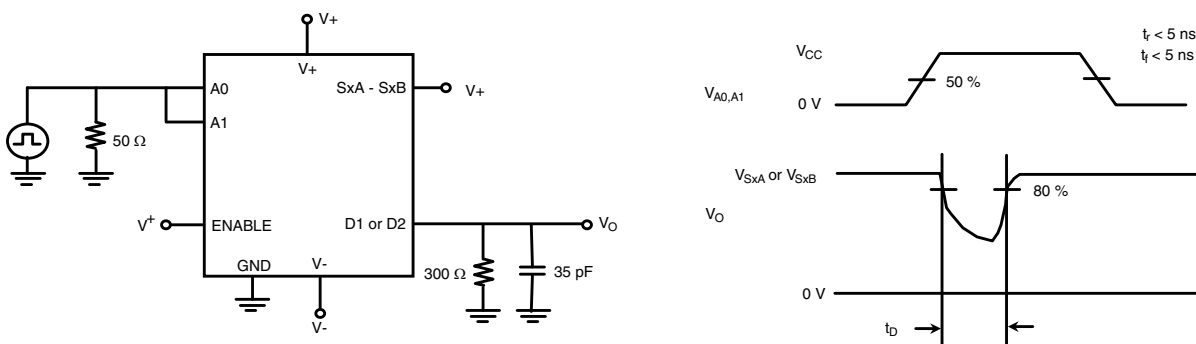 V+
V+
A0
SxA - SxB
V+
A1
50 Ω
V+
ENABLE
D1 or D2
VO
GND
V-
300 Ω
35 pF
V-
tr < 5 ns
tf < 5 ns
VCC
50 %
VA0,A1
0 V
VSxA or VSxB
80 %
VO
0 V
tD